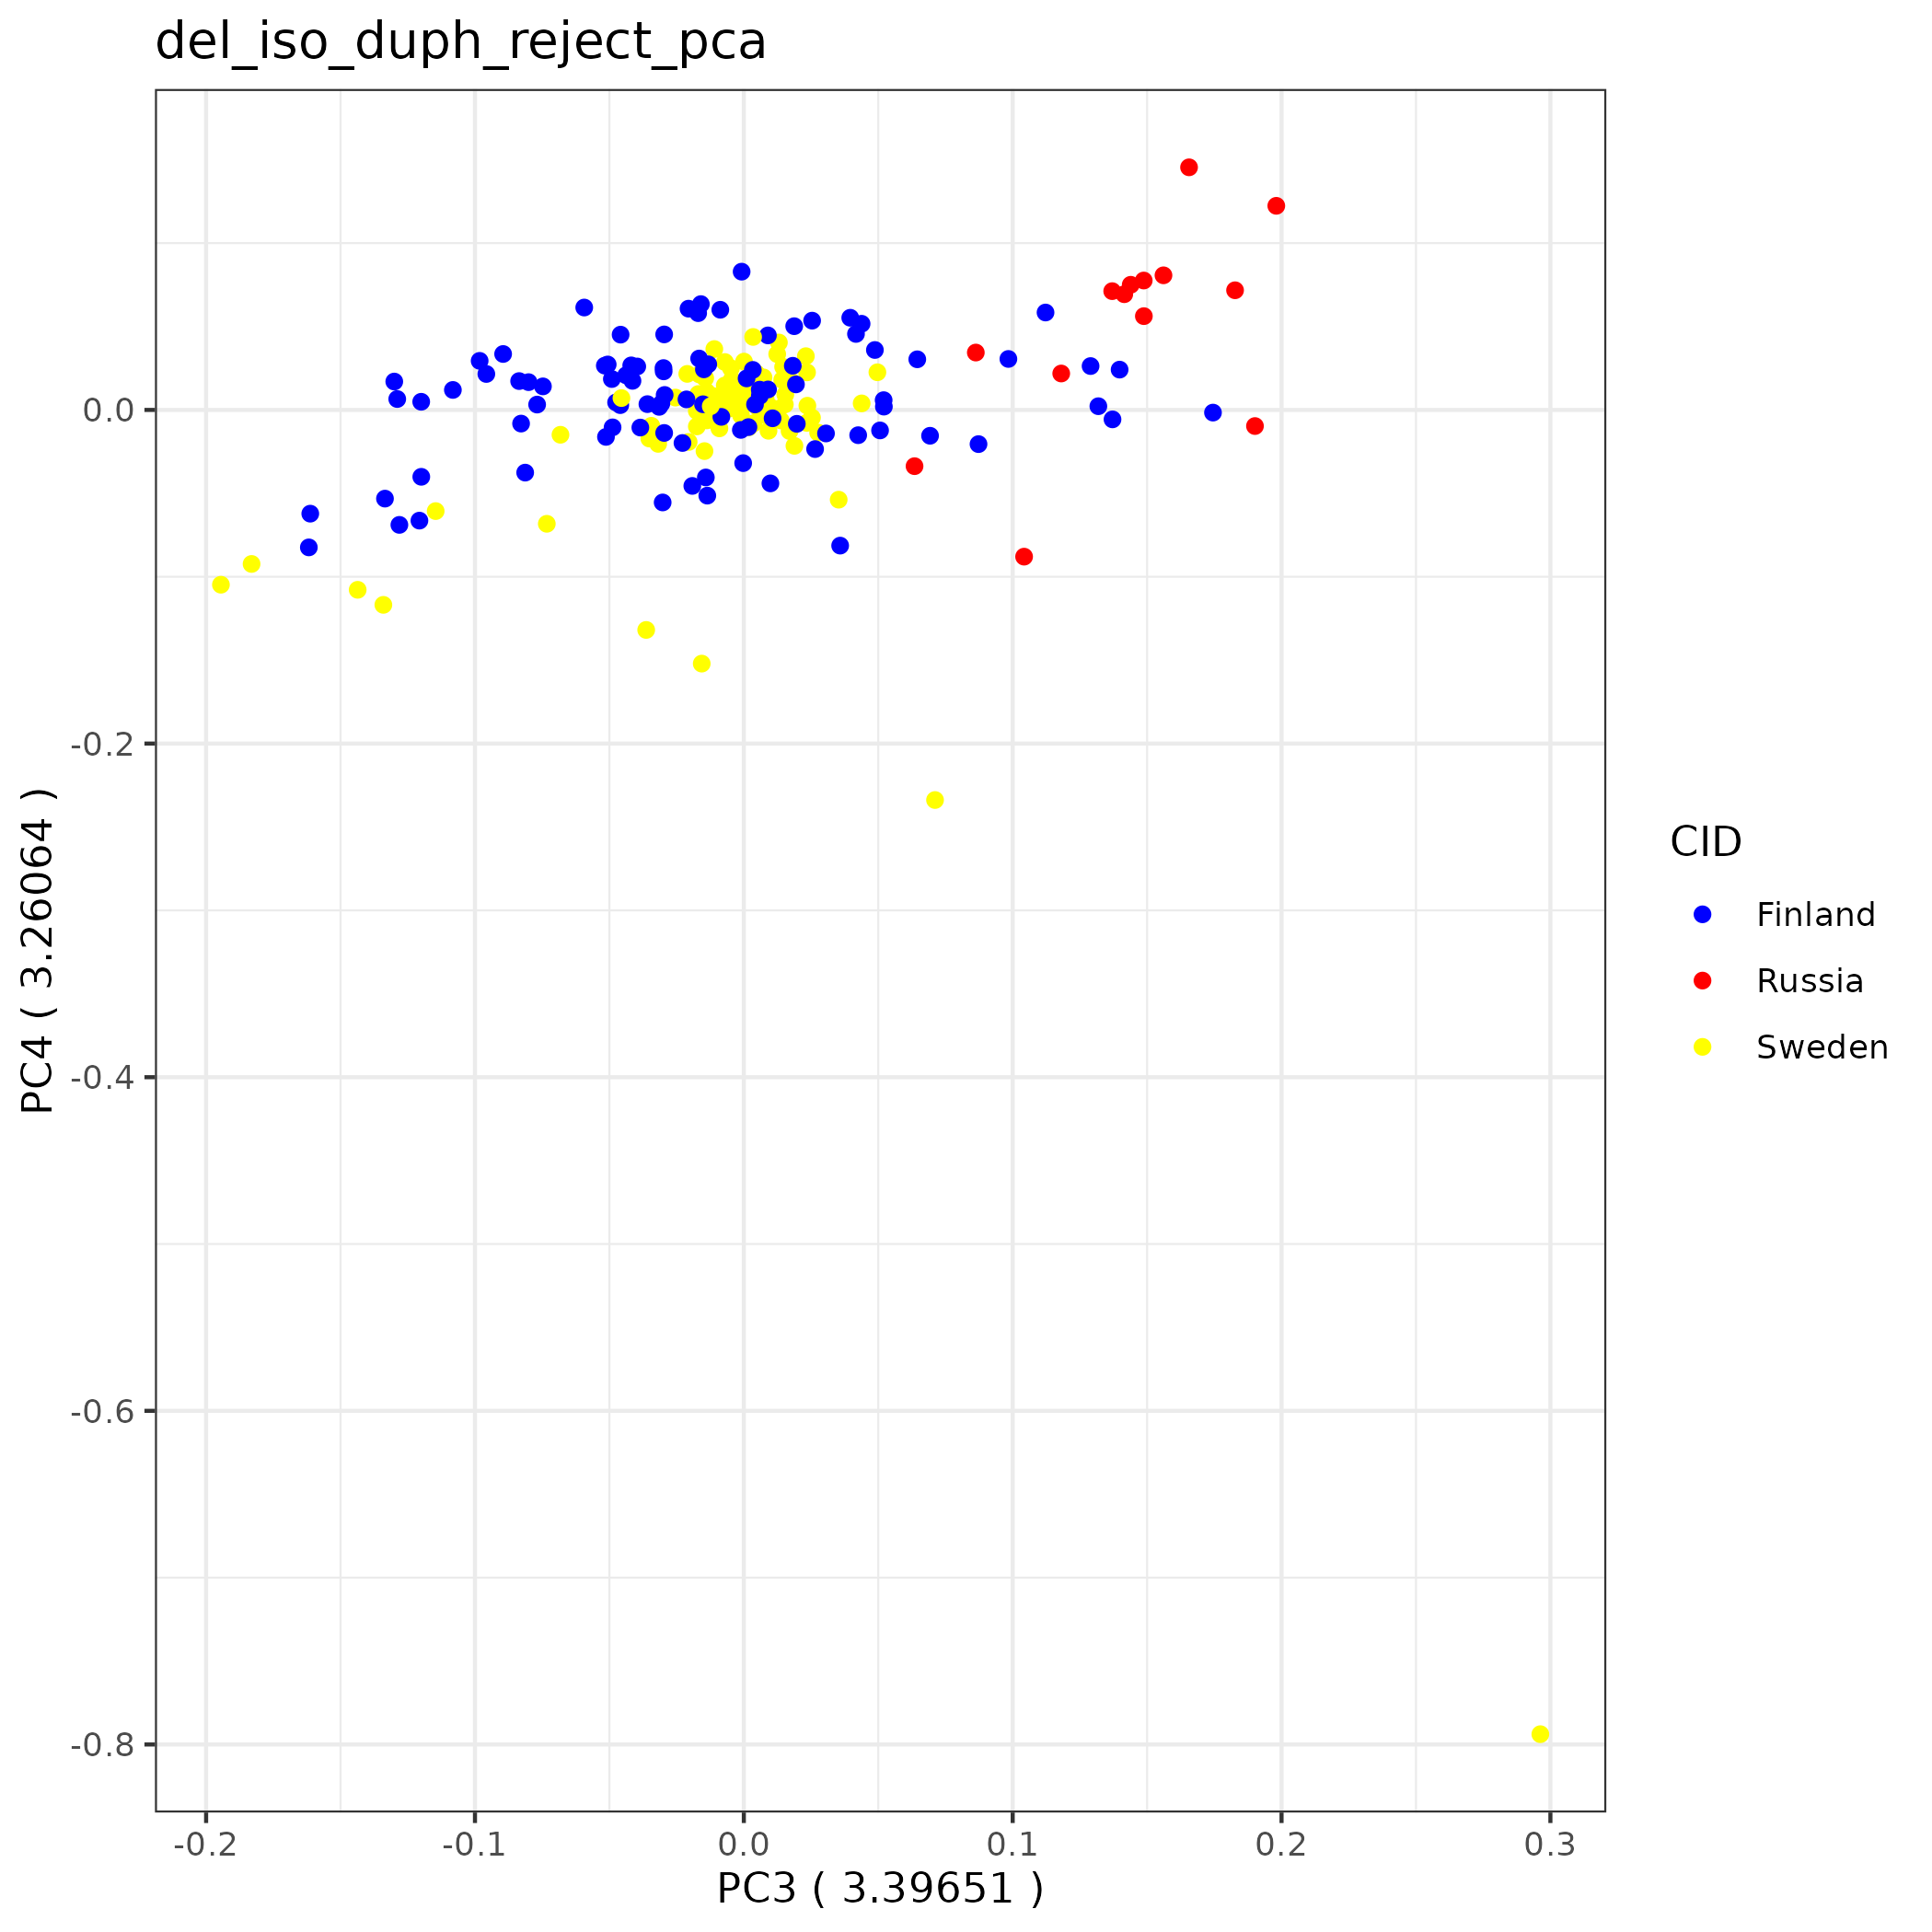 del_iso_duph_reject_pca
0.0
-0.2
-0.4
-0.6
-0.8
PC4 ( 3.26064 )
-0.2
-0.1
0.0
0.1
0.2
0.3
PC3 ( 3.39651 )
CID
Finland
Russia
Sweden